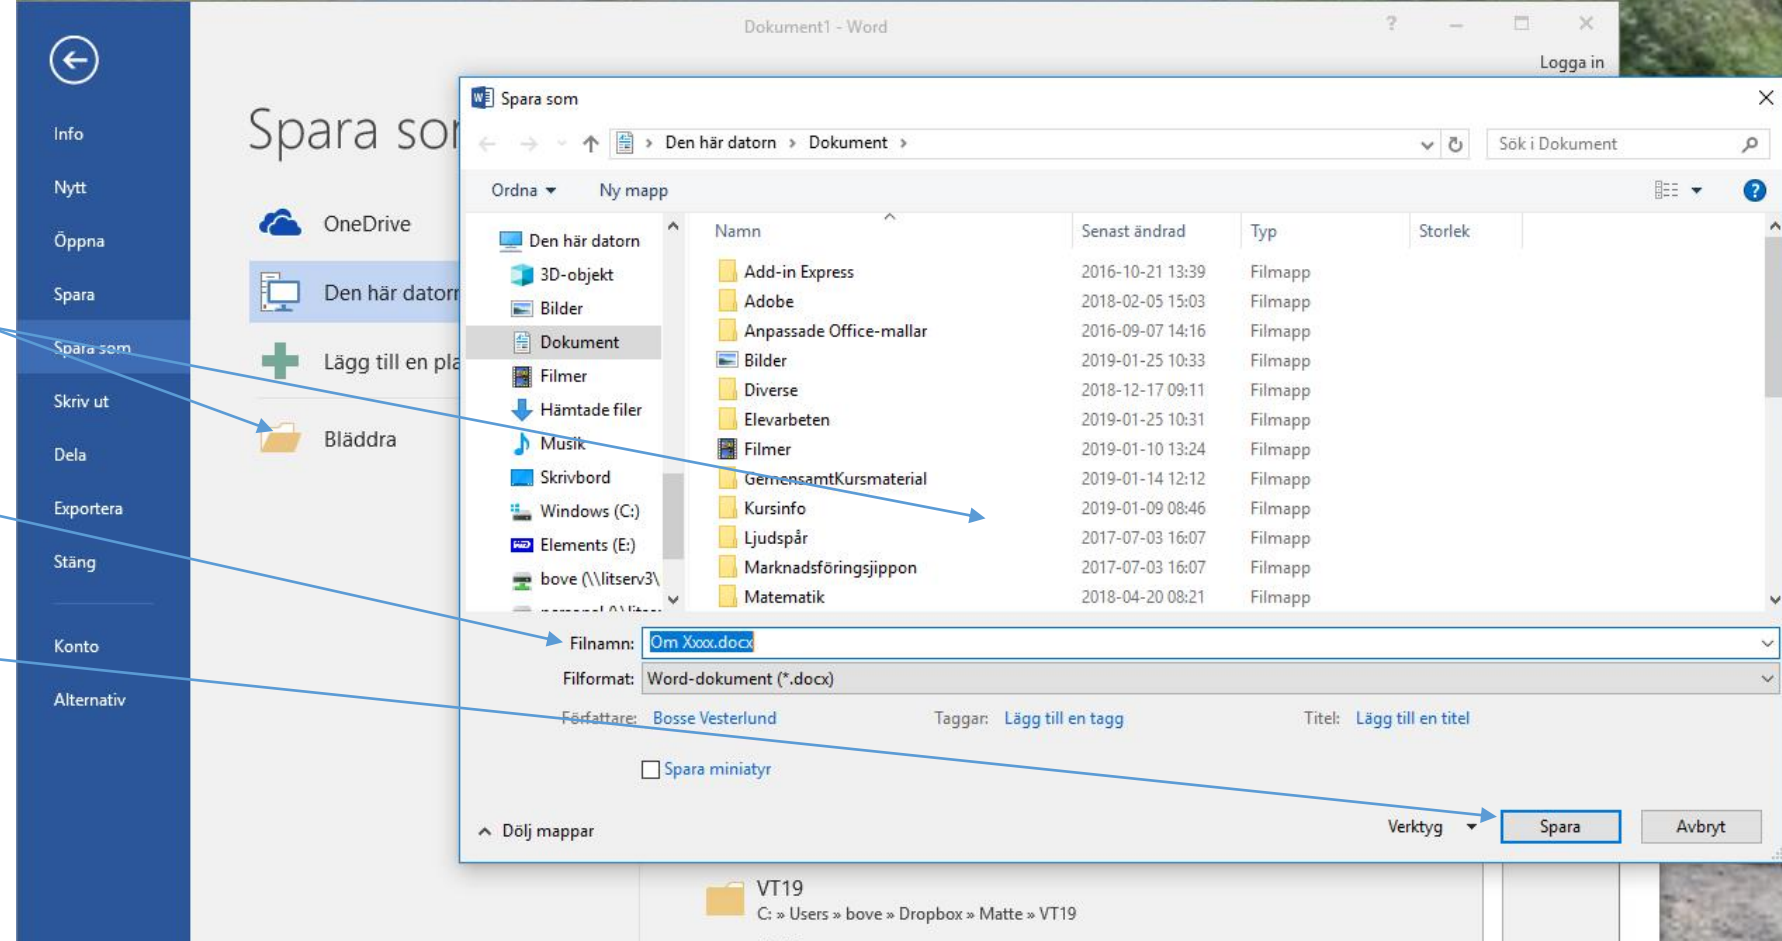 Dokument1 - Word
?
Logga in
Info
Nytt
Öppna
Spara
Spara som
Skriv ut
Dela
Exportera
Stäng
Konto
Alternativ
Spara som
OneDrive
Den här datorn
Lägg till en pla
Bläddra
Spara som
Den här datorn › Dokument ›
Sök i Dokument
Ordna
Ny mapp
?
Den här datorn
3D-objekt
Bilder
Dokument
Filmer
Hämtade filer
Musik
Skrivbord
Windows (C:)
Elements (E:)
bove (\\litserv3\
Namn Senast ändrad Typ Storlek
Add-in Express 2016-10-21 13:39 Filmapp
Adobe 2018-02-05 15:03 Filmapp
Anpassade Office-mallar 2016-09-07 14:16 Filmapp
Bilder 2019-01-25 10:33 Filmapp
Diverse 2018-12-17 09:11 Filmapp
Elevarbeten 2019-01-25 10:31 Filmapp
Filmer 2019-01-10 13:24 Filmapp
GemensamtKursmaterial 2019-01-14 12:12 Filmapp
Kursinfo 2019-01-09 08:46 Filmapp
Ljudspår 2017-07-03 16:07 Filmapp
Marknadsföringsjippon 2017-07-03 16:07 Filmapp
Matematik 2018-04-20 08:21 Filmapp
Filnamn: Om Xxxx.docx
Filformat: Word-dokument (*.docx)
Författare: Bosse Vesterlund Taggar: Lägg till en tagg Titel: Lägg till en titel
Spara miniatyr
Dölj mappar
Verktyg
Spara
Avbryt
VT19
C: » Users » bove » Dropbox » Matte » VT19